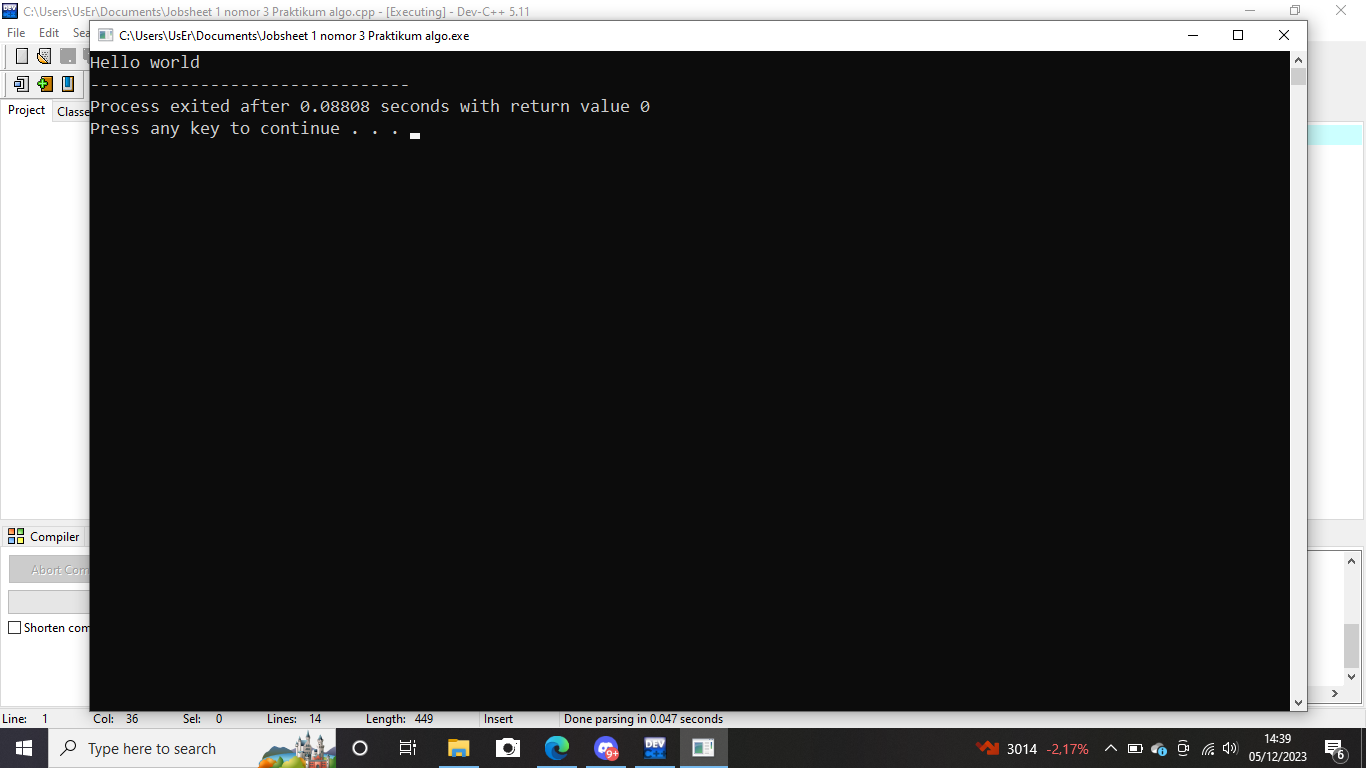 C:\Users\UsEr\Documents\Jobsheet 1 nomor 3 Praktikum algo.cpp - [Executing] - Dev-C++ 5.11
File Edit
C:\Users\UsEr\Documents\Jobsheet 1 nomor 3 Praktikum algo.exe
Hello world
--------------------------------
Process exited after 0.08808 seconds with return value 0
Press any key to continue . . .
Project Classe
Compiler
Abort Com
Shorten com
Line: 1 Col: 36 Sel: 0 Lines: 14 Length: 449 Insert Done parsing in 0.047 seconds
Type here to search
9+
DEV
3014 -2,17%
14:39
05/12/2023
6